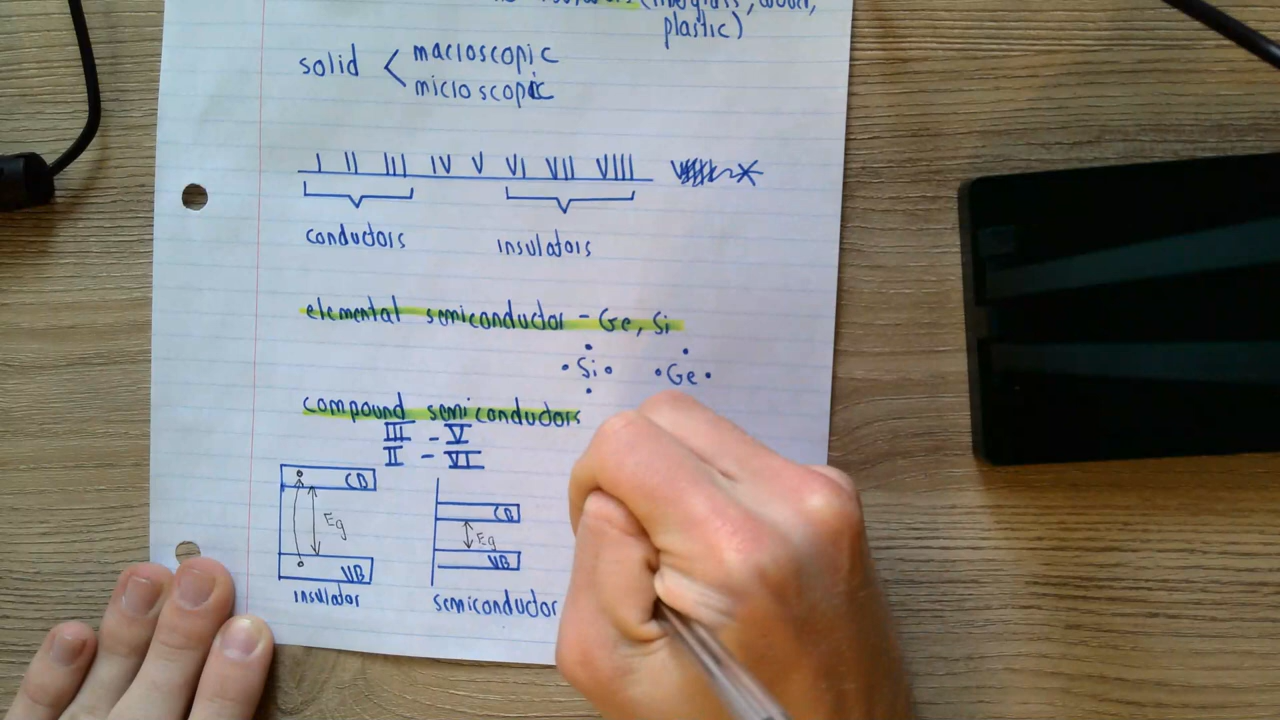 plastic)
solid < macroscopic
microscopic
I II III IV V VI VII VIII
conductors insulators
elemental semiconductor - Ge, Si
Si Ge
compound semiconductors
III - V
II - VI
CB
CB
Eg
Eg
VB
VB
insulator semiconductor